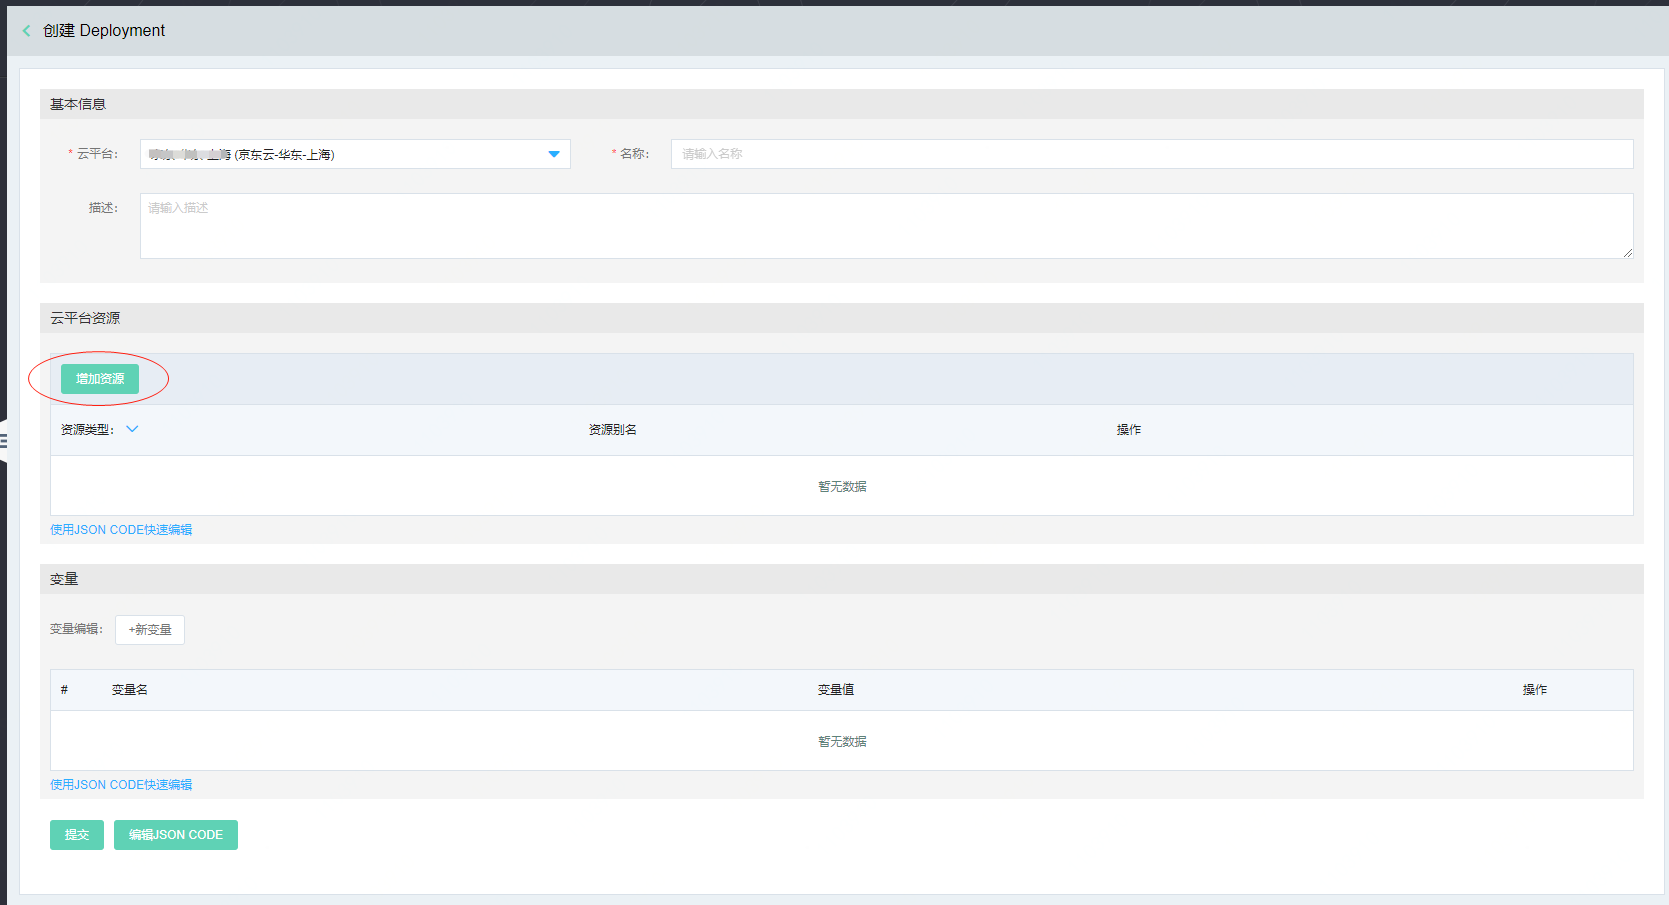 创建 Deployment
基本信息
* 云平台： 上海 (京东云-华东-上海) * 名称： 请输入名称
描述： 请输入描述
云平台资源
增加资源
资源类型： 资源别名 操作
暂无数据
使用JSON CODE快速编辑
变量
变量编辑： +新变量
# 变量名 变量值 操作
暂无数据
使用JSON CODE快速编辑
提交 编辑JSON CODE